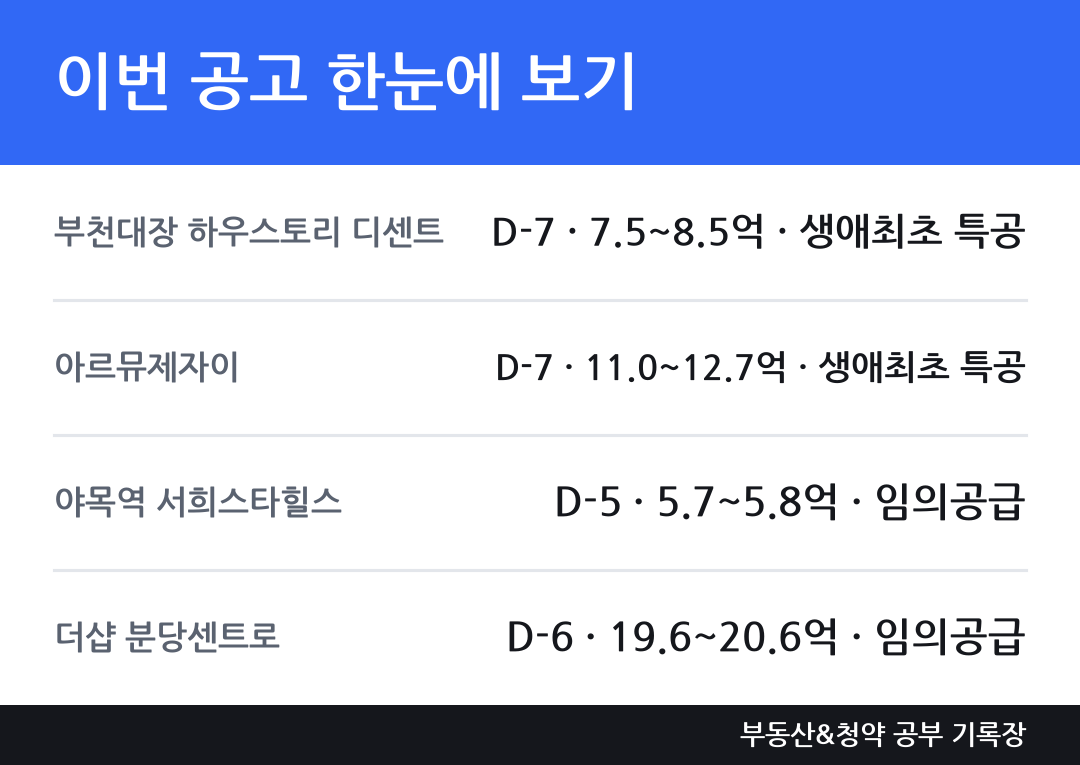 이번 공고 한눈에 보기
부천대장 하우스토리 디센트 D-7 · 7.5~8.5억 · 생애최초 특공
아르뮤제자이 D-7 · 11.0~12.7억 · 생애최초 특공
야목역 서희스타힐스 D-5 · 5.7~5.8억 · 임의공급
더샵 분당센트로 D-6 · 19.6~20.6억 · 임의공급
부동산&청약 공부 기록장